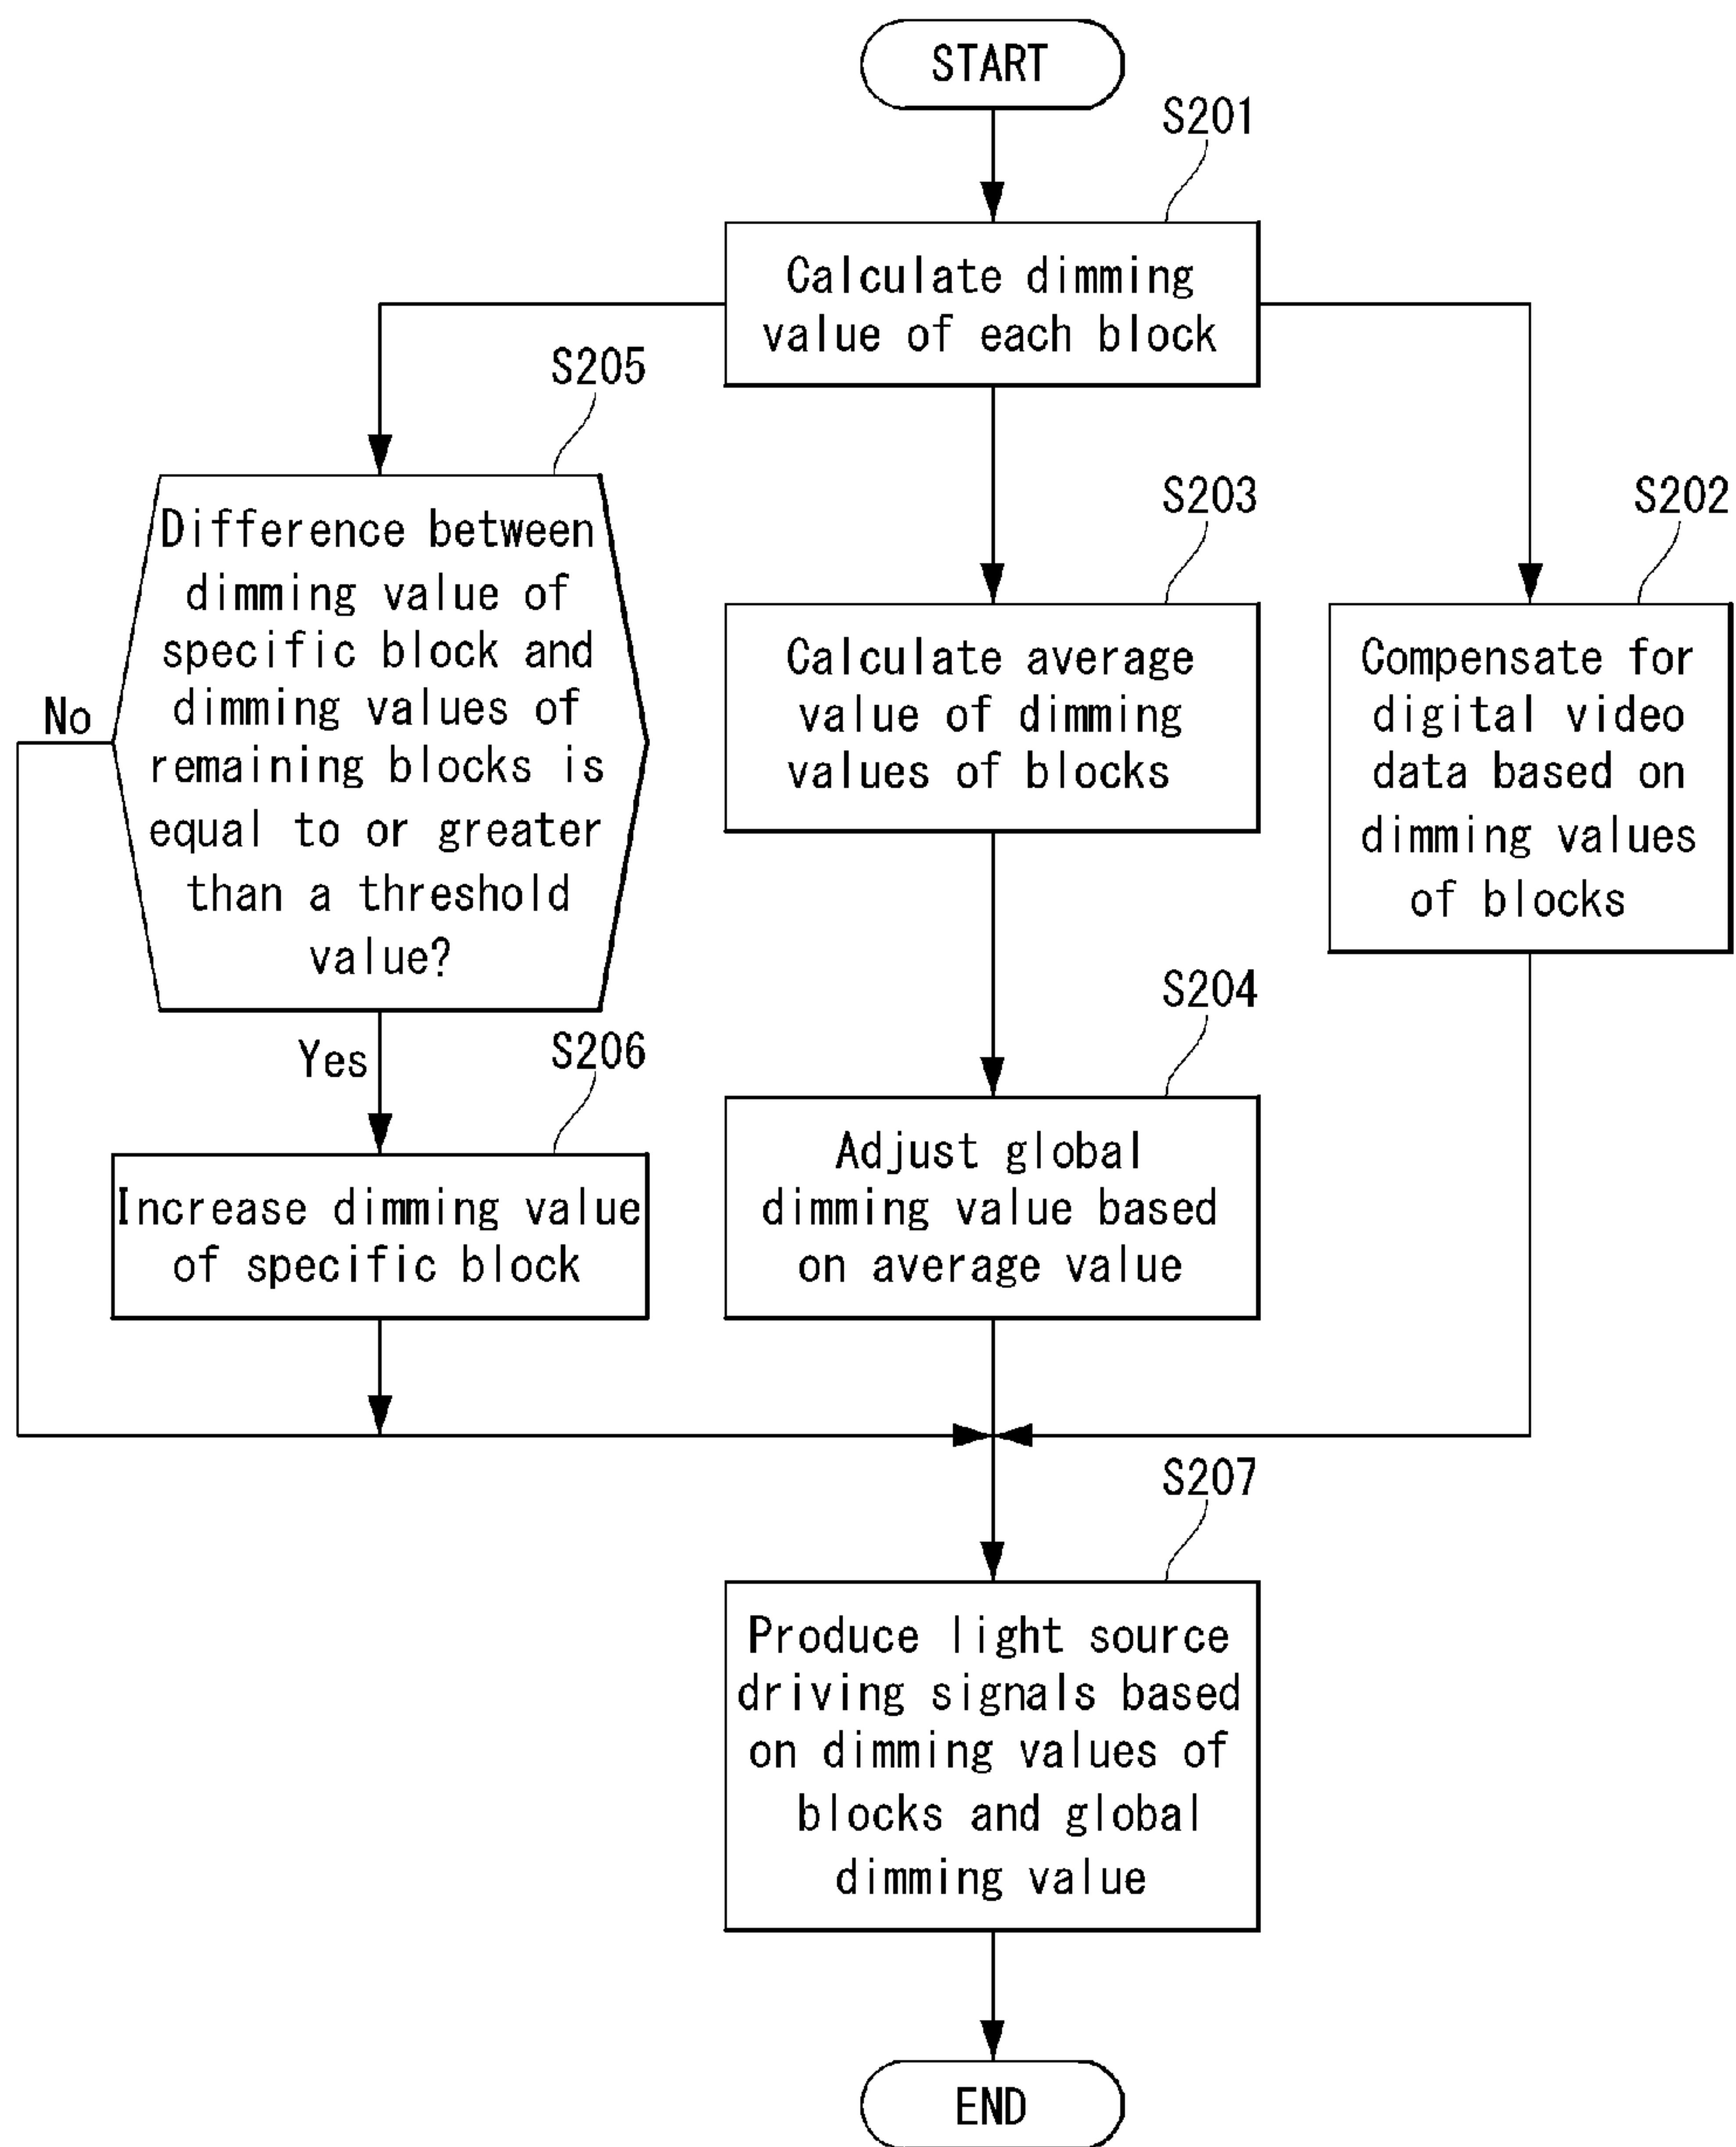 START
S201
Calculate dimming
value of each block
S205
Difference between
dimming value of
specific block and
dimming values of
remaining blocks is
equal to or greater
than a threshold
value?
No
Yes
S203
Calculate average
value of dimming
values of blocks
S202
Compensate for
digital video
data based on
dimming values
of blocks
S206
Increase dimming value
of specific block
S204
Adjust global
dimming value based
on average value
S207
Produce light source
driving signals based
on dimming values of
blocks and global
dimming value
END